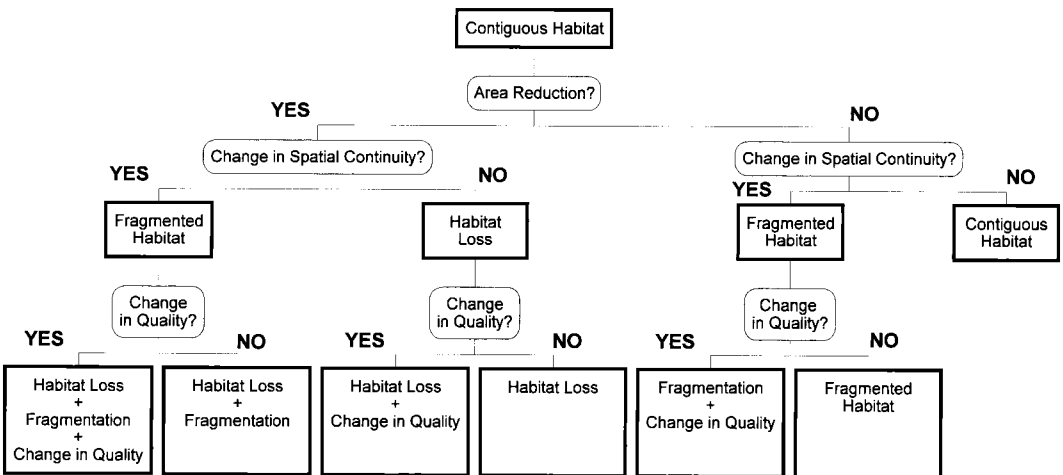 Contiguous Habitat
Area Reduction?
YES
NO
Change in Spatial Continuity?
Change in Spatial Continuity?
YES
NO
YES
NO
Fragmented
Habitat
Habitat
Loss
Fragmented
Habitat
Contiguous
Habitat
Change
in Quality?
Change
in Quality?
Change
in Quality?
YES
NO
YES
NO
YES
NO
Habitat Loss
+
Fragmentation
+
Change in Quality
Habitat Loss
+
Fragmentation
Habitat Loss
+
Change in Quality
Habitat Loss
Fragmentation
+
Change in Quality
Fragmented
Habitat